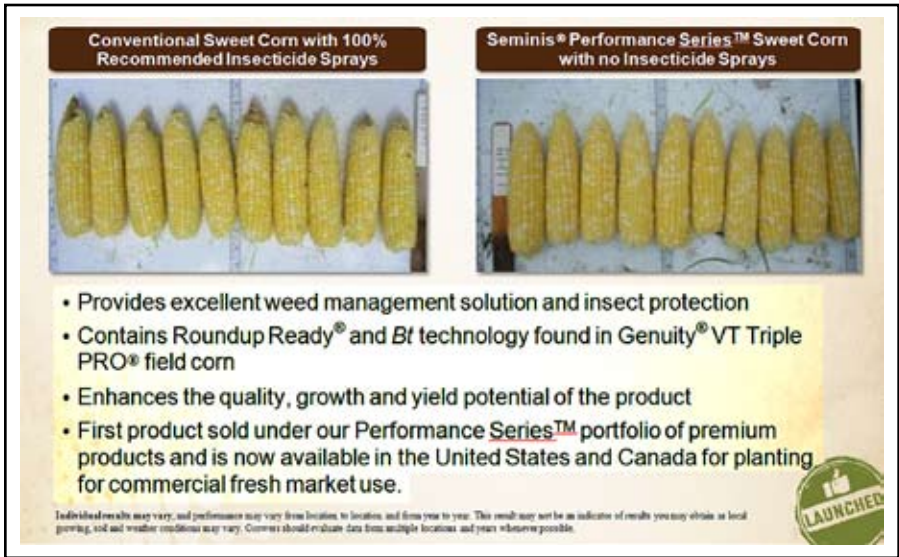 Conventional Sweet Corn with 100%
Recommended Insecticide Sprays
Seminis® Performance Series™ Sweet Corn
with no Insecticide Sprays
• Provides excellent weed management solution and insect protection
• Contains Roundup Ready® and Bt technology found in Genuity® VT Triple
PRO® field corn
• Enhances the quality, growth and yield potential of the product
• First product sold under our Performance Series™ portfolio of premium
products and is now available in the United States and Canada for planting
for commercial fresh market use.
Individual results may vary, and performance may vary from location to location and from year to year. This result may not be an indicator of results you may obtain as local
growing, soil and weather conditions may vary. Growers should evaluate data from multiple locations and years whenever possible.
LAUNCHED